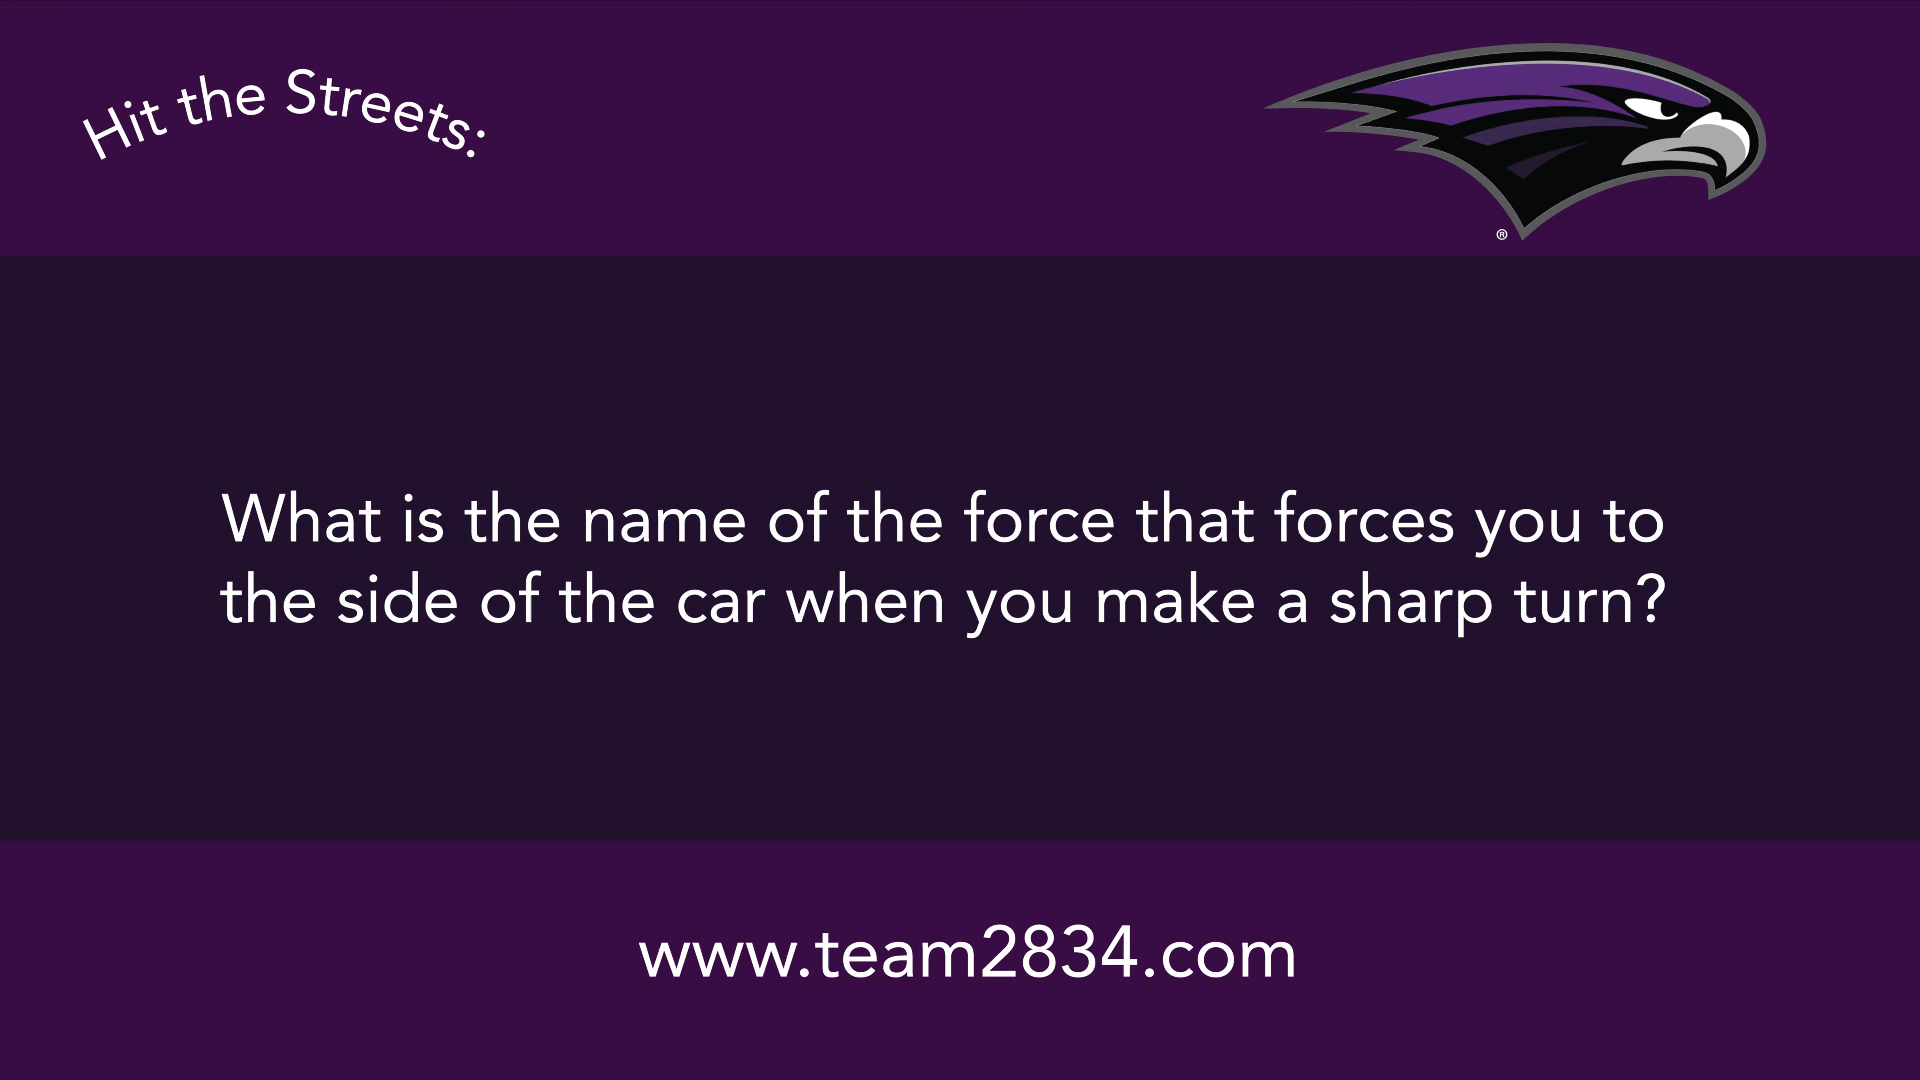 Hit the Streets:
®
What is the name of the force that forces you to
the side of the car when you make a sharp turn?
www.team2834.com